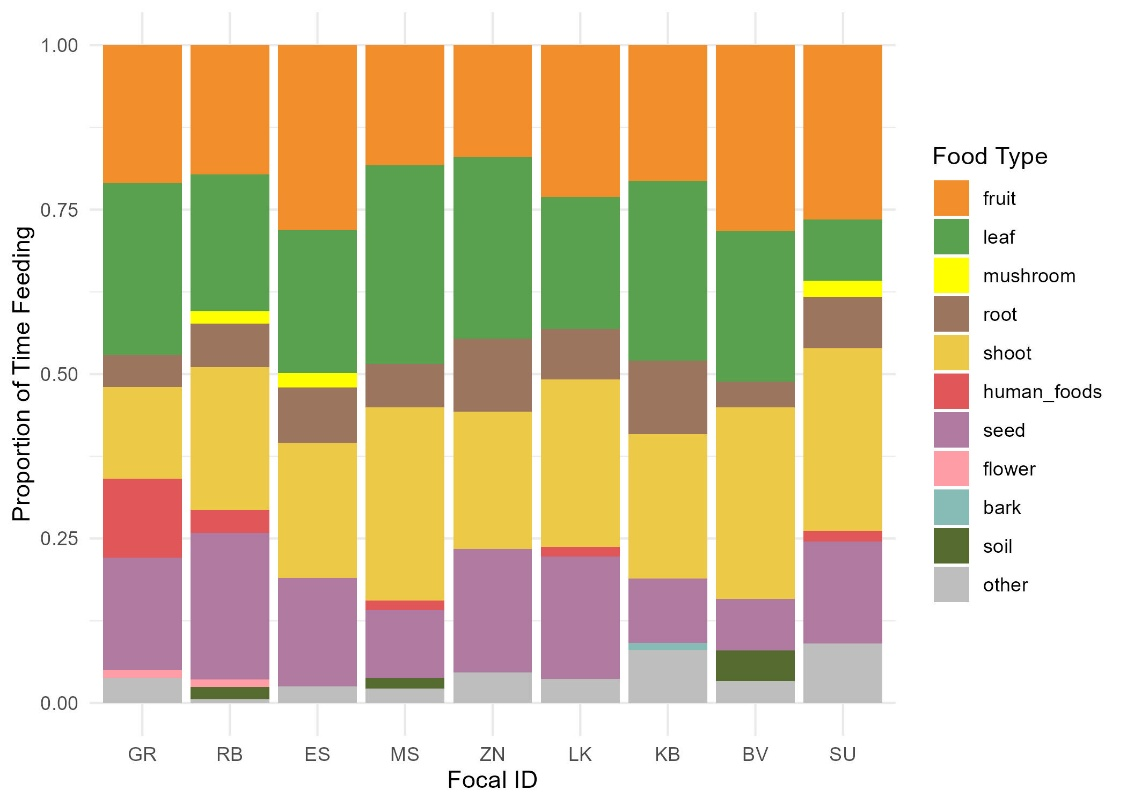 1.00
0.75
0.50
0.25
0.00
Proportion of Time Feeding
GR RB ES MS ZN LK KB BV SU
Focal ID
Food Type
fruit
leaf
mushroom
root
shoot
human_foods
seed
flower
bark
soil
other